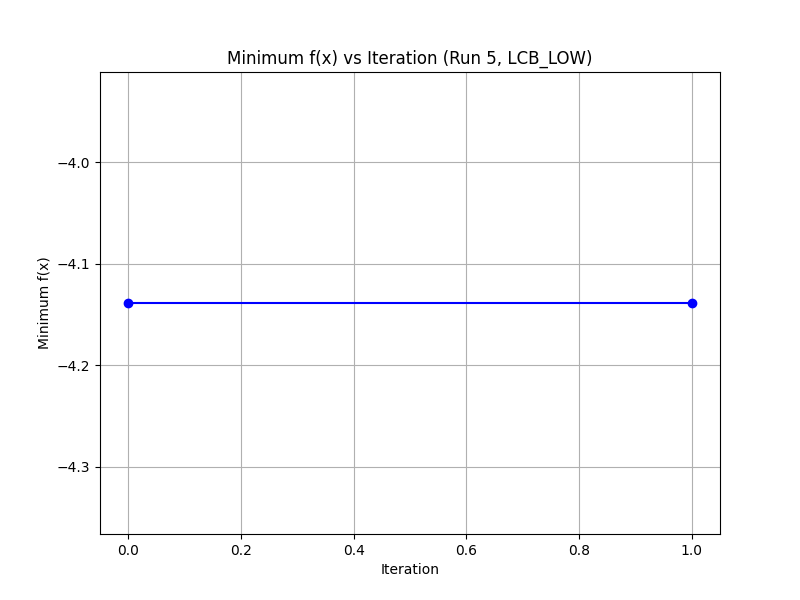 Minimum f(x) vs Iteration (Run 5, LCB_LOW)
Minimum f(x)
−4.0
−4.1
−4.2
−4.3
0.0 0.2 0.4 0.6 0.8 1.0
Iteration